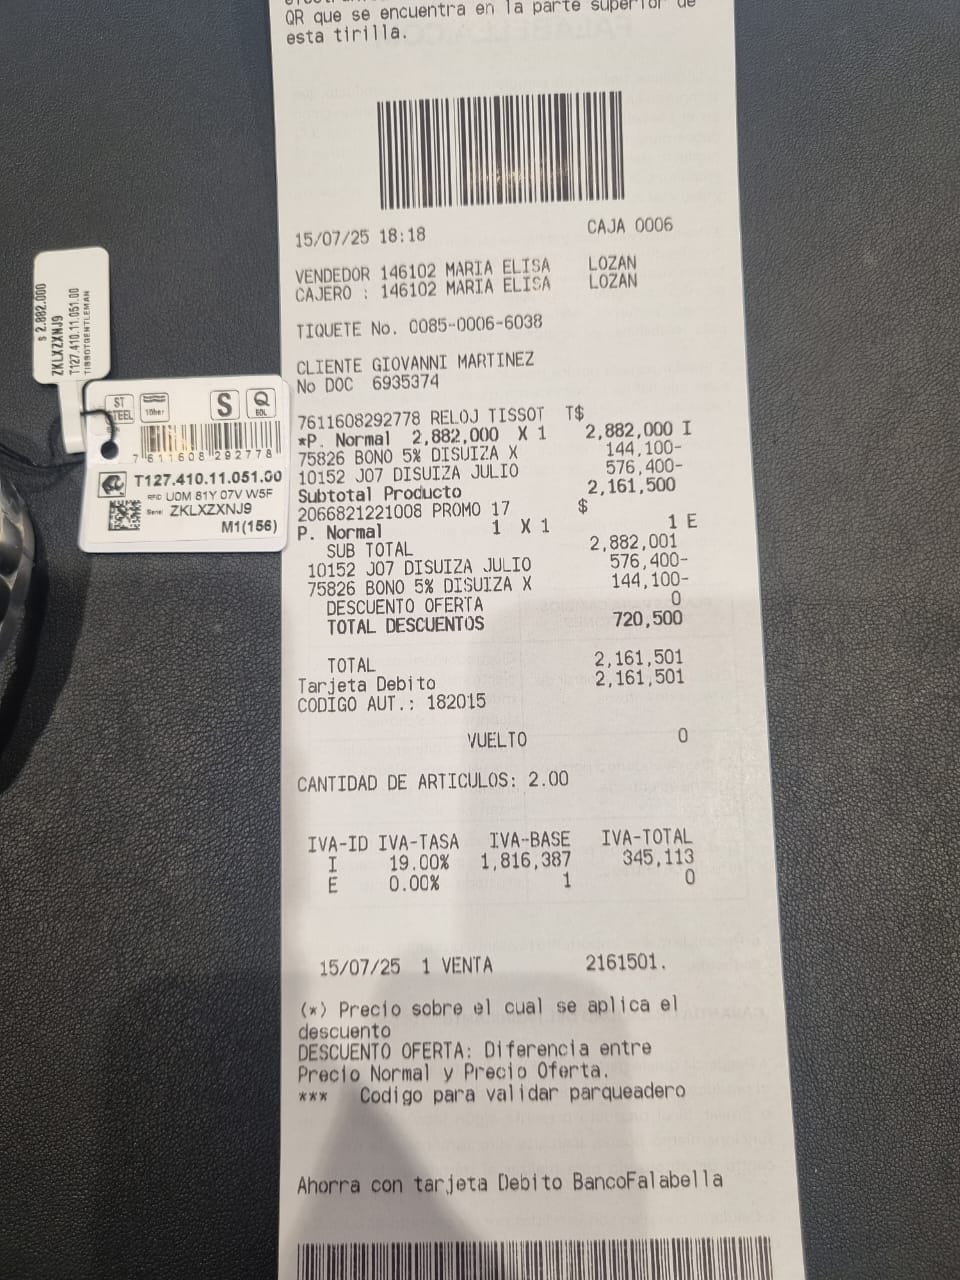 QR que se encuentra en la parte superior de
esta tirilla.
15/07/25 18:18 CAJA 0006
VENDEDOR 146102 MARIA ELISA LOZAN
CAJERO : 146102 MARIA ELISA LOZAN
TIQUETE No. 0085-0006-6038
CLIENTE GIOVANNI MARTINEZ
No DOC 6935374
7611608292778 RELOJ TISSOT T$
*P. Normal 2,882,000 X 1 2,882,000 I
75826 BONO 5% DISUIZA X 144,100-
10152 J07 DISUIZA JULIO 576,400-
Subtotal Producto 2,161,500
2066821221008 PROMO 17 $
P. Normal 1 X 1 1 E
SUB TOTAL 2,882,001
10152 J07 DISUIZA JULIO 576,400-
75826 BONO 5% DISUIZA X 144,100-
DESCUENTO OFERTA 0
TOTAL DESCUENTOS 720,500
TOTAL 2,161,501
Tarjeta Debito 2,161,501
CODIGO AUT.: 182015
VUELTO 0
CANTIDAD DE ARTICULOS: 2.00
IVA-ID IVA-TASA IVA-BASE IVA-TOTAL
I 19.00% 1,816,387 345,113
E 0.00% 1 0
15/07/25 1 VENTA 2161501.
(*) Precio sobre el cual se aplica el
descuento
DESCUENTO OFERTA: Diferencia entre
Precio Normal y Precio Oferta.
*** Codigo para validar parqueadero
Ahorra con tarjeta Debito BancoFalabella
$ 2.882.000
ZKLXZXNJ9
T127.410.11.051.00
TISSOTGENTLEMAN
ST
STEEL
10bar
S
Q
EOL
7 611608 292778
T127.410.11.051.00
RFID U0M 81Y 07V W5F
Serial ZKLXZXNJ9
M1(156)